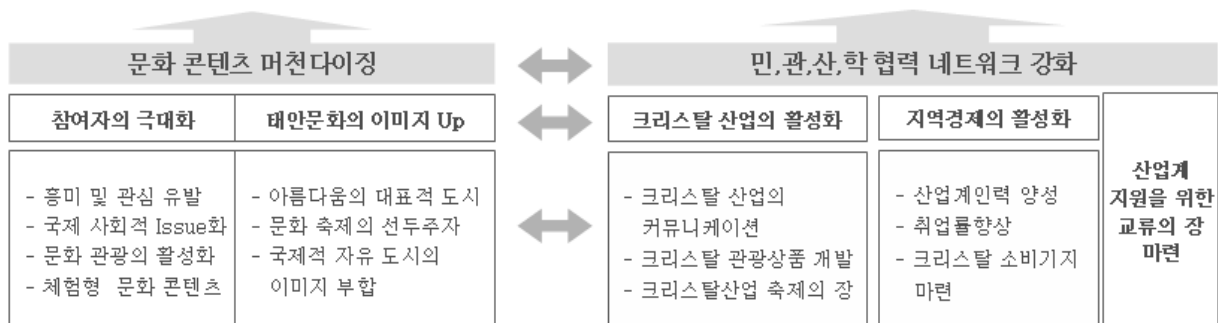 문화 콘텐츠 머천다이징
민,관,산,학 협력 네트워크 강화
참여자의 극대화
태안문화의 이미지 Up
크리스탈 산업의 활성화
지역경제의 활성화
- 흥미 및 관심 유발
- 국제 사회적 Issue화
- 문화 관광의 활성화
- 체험형 문화 콘텐츠
- 아름다움의 대표적 도시
- 문화 축제의 선두주자
- 국제적 자유 도시의
이미지 부합
- 크리스탈 산업의
커뮤니케이션
- 크리스탈 관광상품 개발
- 크리스탈산업 축제의 장
- 산업계인력 양성
- 취업률향상
- 크리스탈 소비기지
마련
산업계
지원을 위한
교류의 장
마련